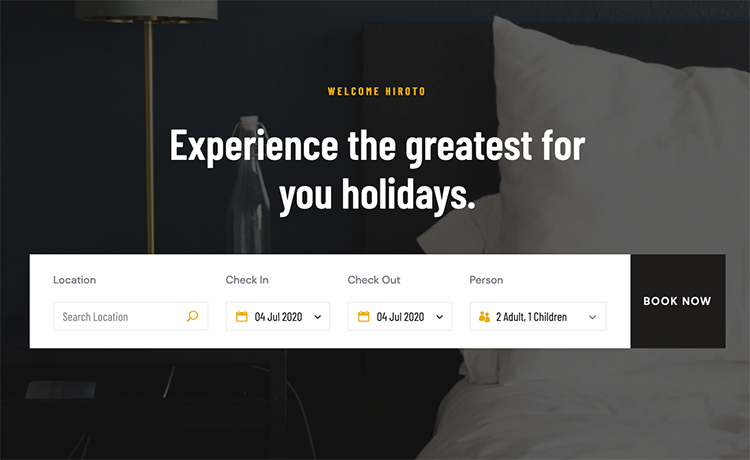 WELCOME HIROTO
Experience the greatest for
you holidays.
Location
Check In
Check Out
Person
Search Location
04 Jul 2020
04 Jul 2020
2 Adult, 1 Children
BOOK NOW